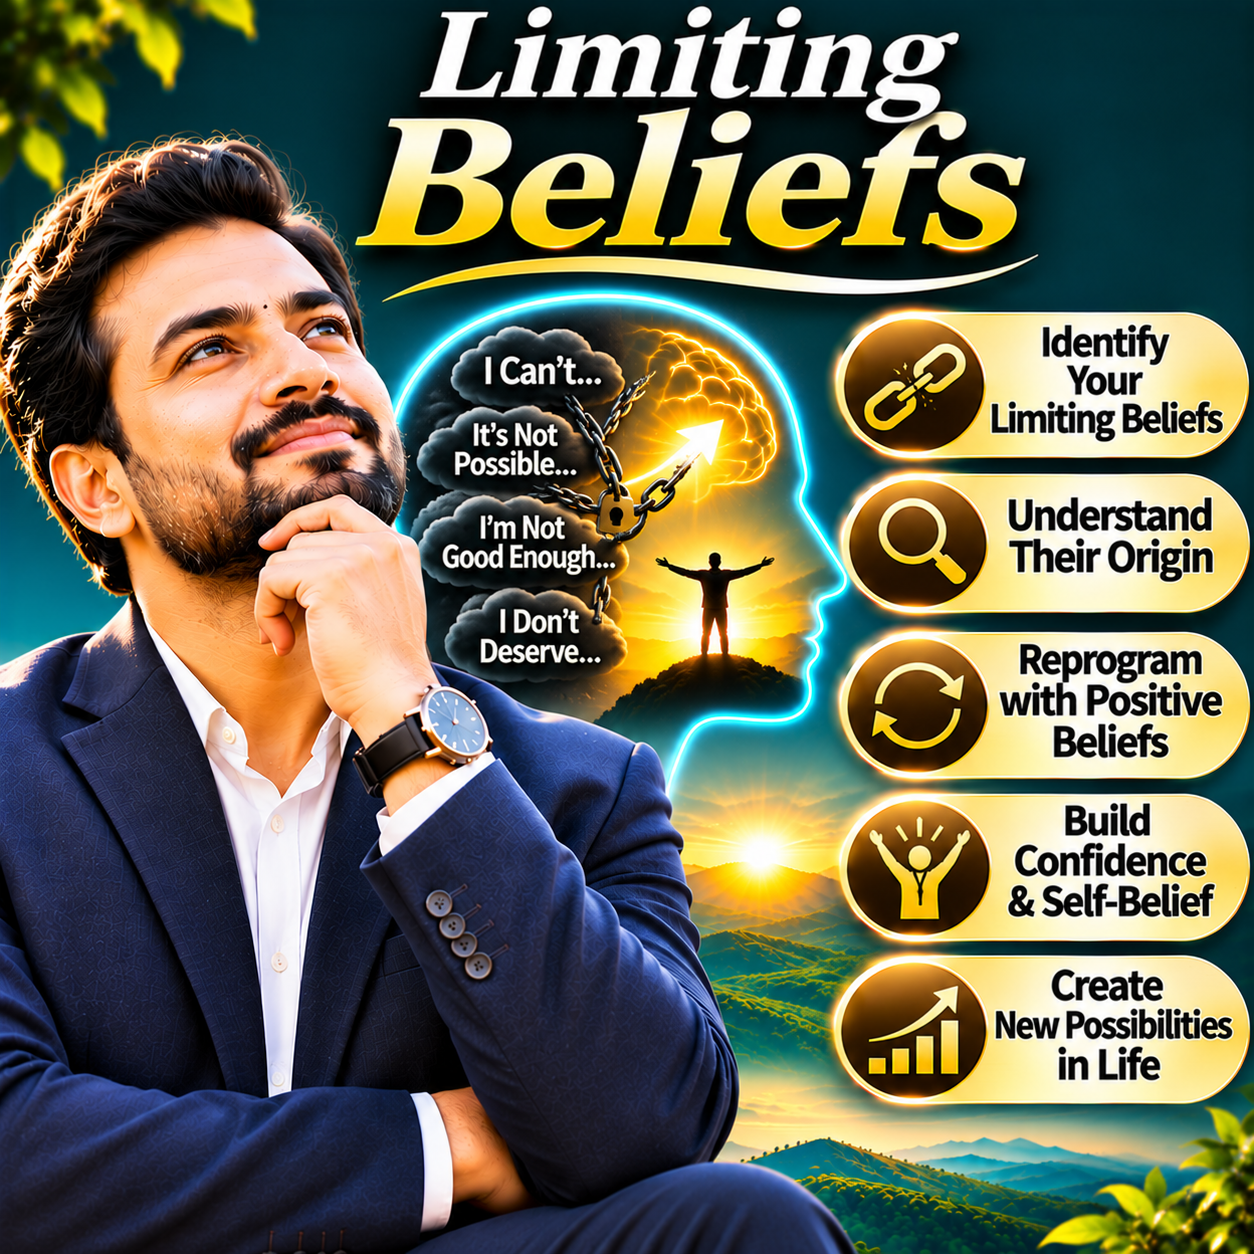 Limiting
Beliefs
I Can't...
It's Not
Possible...
I'm Not
Good Enough...
I Don't
Deserve...
Identify
Your
Limiting Beliefs
Understand
Their Origin
Reprogram
with Positive
Beliefs
Build
Confidence
& Self-Belief
Create
New Possibilities
in Life